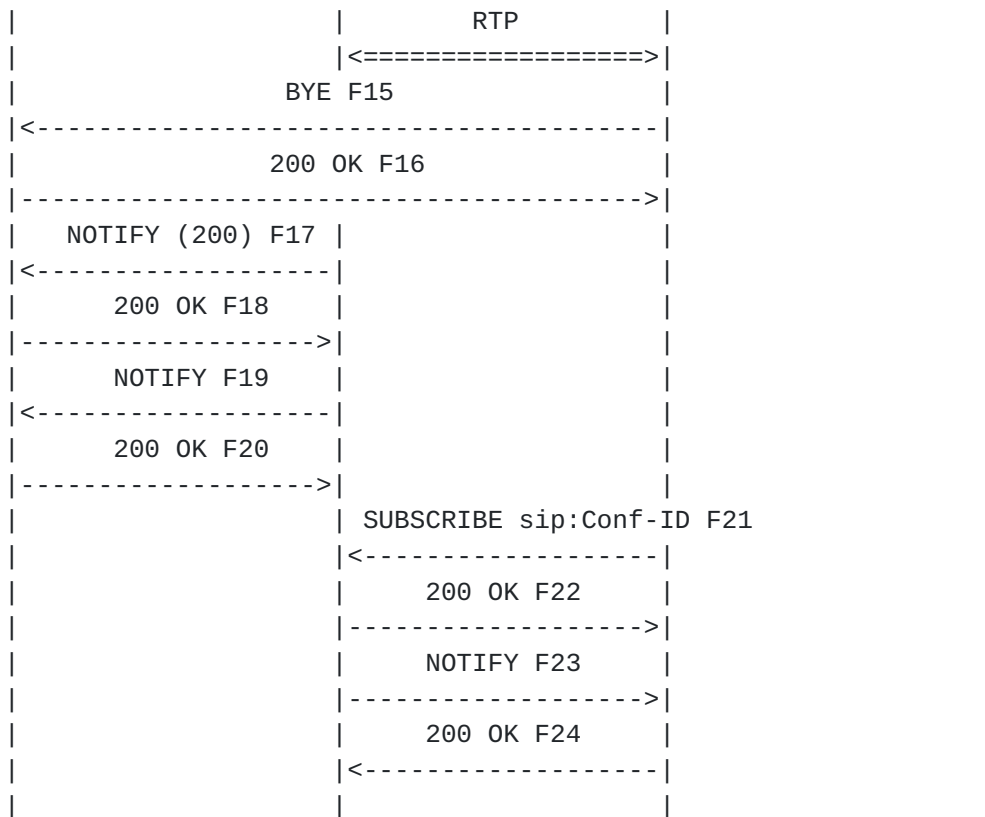 |                    |        RTP         |
|                    |<==================>|
|                 BYE F15                 |
|<----------------------------------------|
|                200 OK F16               |
|---------------------------------------->|
|   NOTIFY (200) F17 |                    |
|<-------------------|                    |
|      200 OK F18    |                    |
|------------------->|                    |
|      NOTIFY F19    |                    |
|<-------------------|                    |
|      200 OK F20    |                    |
|------------------->|                    |
|                    | SUBSCRIBE sip:Conf-ID F21
|                    |<-------------------|
|                    |     200 OK F22     |
|                    |------------------->|
|                    |     NOTIFY F23     |
|                    |------------------->|
|                    |     200 OK F24     |
|                    |<-------------------|
|                    |                    |